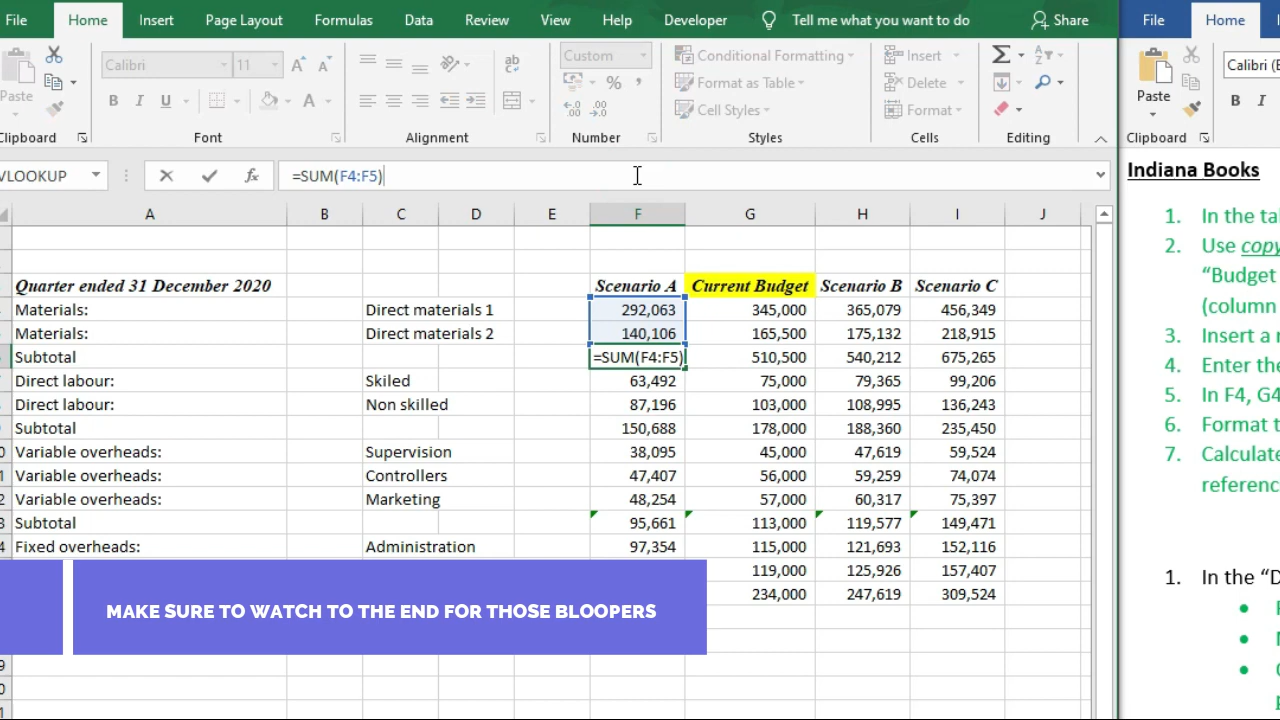 File Home Insert Page Layout Formulas Data Review View Help Developer Tell me what you want to do Share File Home
Calibri 11 ab Custom Conditional Formatting Insert Σ Calibri (
Paste B I U A % , Format as Table Delete Paste B I
Cell Styles Format
Clipboard Font Alignment Number Styles Cells Editing Clipboard
VLOOKUP fx =SUM(F4:F5)
A B C D E F G H I J
Quarter ended 31 December 2020 Scenario A Current Budget Scenario B Scenario C
Materials: Direct materials 1 292,063 345,000 365,079 456,349
Materials: Direct materials 2 140,106 165,500 175,132 218,915
Subtotal =SUM(F4:F5) 510,500 540,212 675,265
Direct labour: Skiled 63,492 75,000 79,365 99,206
Direct labour: Non skilled 87,196 103,000 108,995 136,243
Subtotal 150,688 178,000 188,360 235,450
0 Variable overheads: Supervision 38,095 45,000 47,619 59,524
1 Variable overheads: Controllers 47,407 56,000 59,259 74,074
2 Variable overheads: Marketing 48,254 57,000 60,317 75,397
3 Subtotal 95,661 113,000 119,577 149,471
4 Fixed overheads: Administration 97,354 115,000 121,693 152,116
119,000 125,926 157,407
234,000 247,619 309,524
MAKE SURE TO WATCH TO THE END FOR THOSE BLOOPERS
9
0
1
Indiana Books
1. In the ta
2. Use copy
"Budget
(column
3. Insert a
4. Enter the
5. In F4, G4
6. Format t
7. Calculate
referenc
1. In the "D